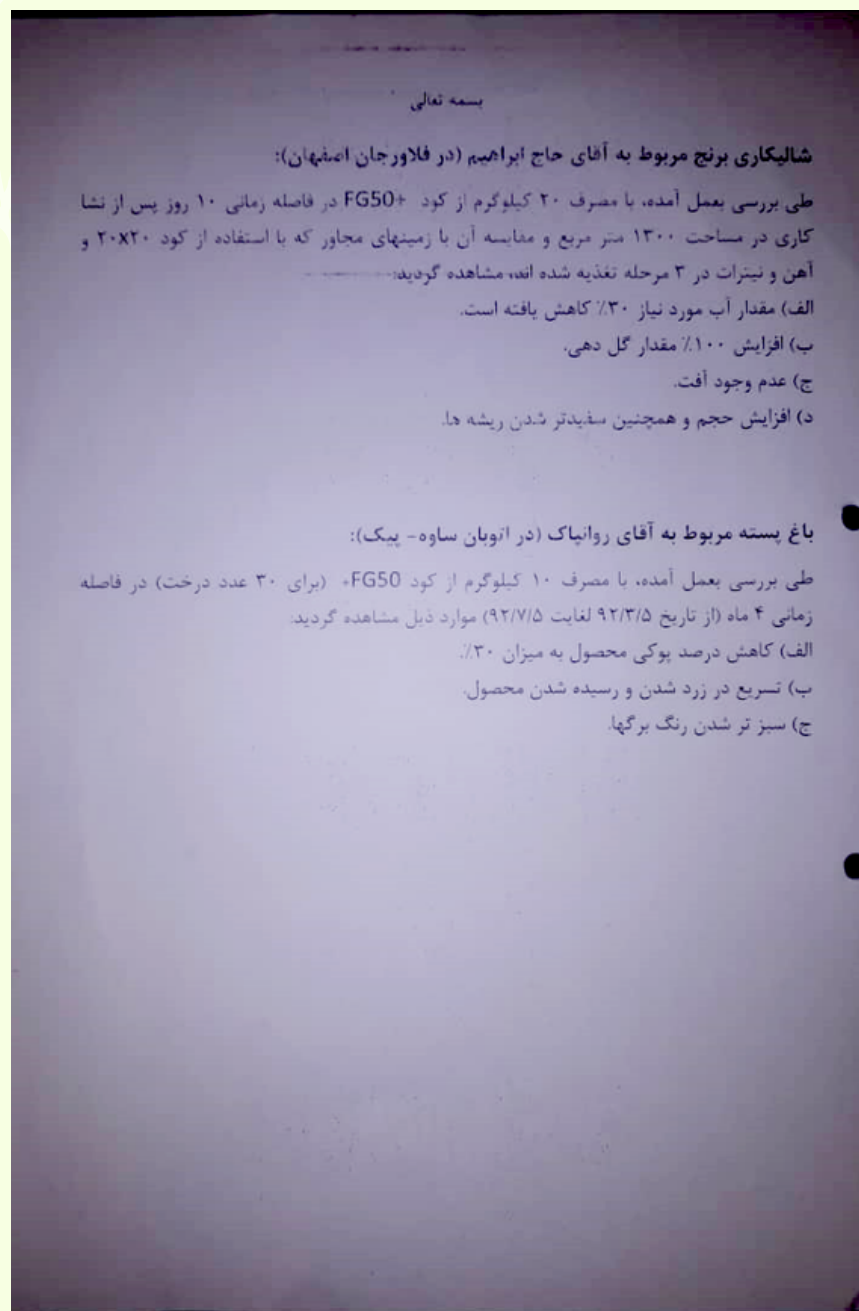 بسمه تعالی
شالیکاری برنج مربوط به آقای حاج ابراهیم (در فلاورجان اصفهان):
طی بررسی بعمل آمده، با مصرف ۲۰ کیلوگرم از کود FG50+ در فاصله زمانی ۱۰ روز پس از نشا
کاری در مساحت ۱۳۰۰ متر مربع و مقایسه آن با زمینهای مجاور که با استفاده از کود ۲۰X۲۰ و
آهن و نیترات در ۳ مرحله تغذیه شده اند، مشاهده گردید:
الف) مقدار آب مورد نیاز ۳۰٪ کاهش یافته است.
ب) افزایش ۱۰۰٪ مقدار گل دهی.
ج) عدم وجود آفت.
د) افزایش حجم و همچنین سفیدتر شدن ریشه ها.
باغ پسته مربوط به آقای روانپاک (در اتوبان ساوه- پیک):
طی بررسی بعمل آمده، با مصرف ۱۰ کیلوگرم از کود FG50+ (برای ۳۰ عدد درخت) در فاصله
زمانی ۴ ماه (از تاریخ ۹۲/۳/۵ لغایت ۹۲/۷/۵) موارد ذیل مشاهده گردید:
الف) کاهش درصد پوکی محصول به میزان ۳۰٪.
ب) تسریع در زرد شدن و رسیده شدن محصول.
ج) سبز تر شدن رنگ برگها.